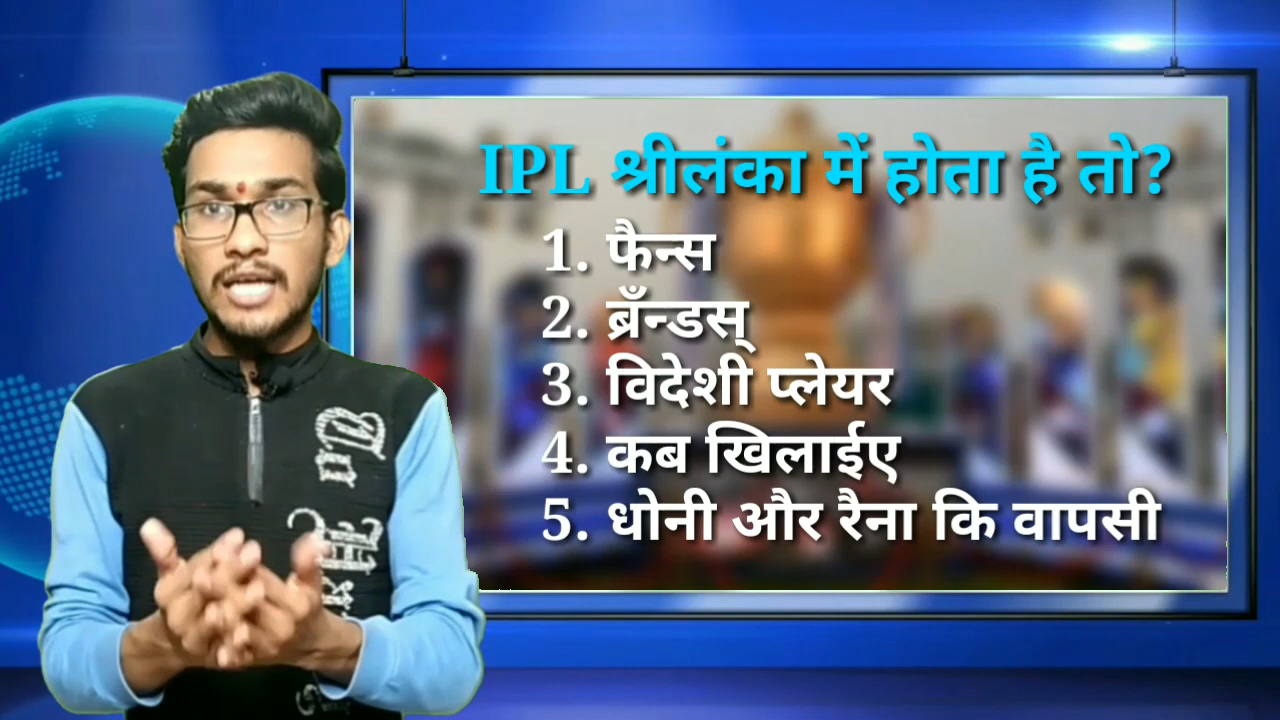 IPL श्रीलंका में होता है तो?
1. फैन्स
2. ब्रँन्डस्
3. विदेशी प्लेयर
4. कब खिलाईए
5. धोनी और रैना कि वापसी